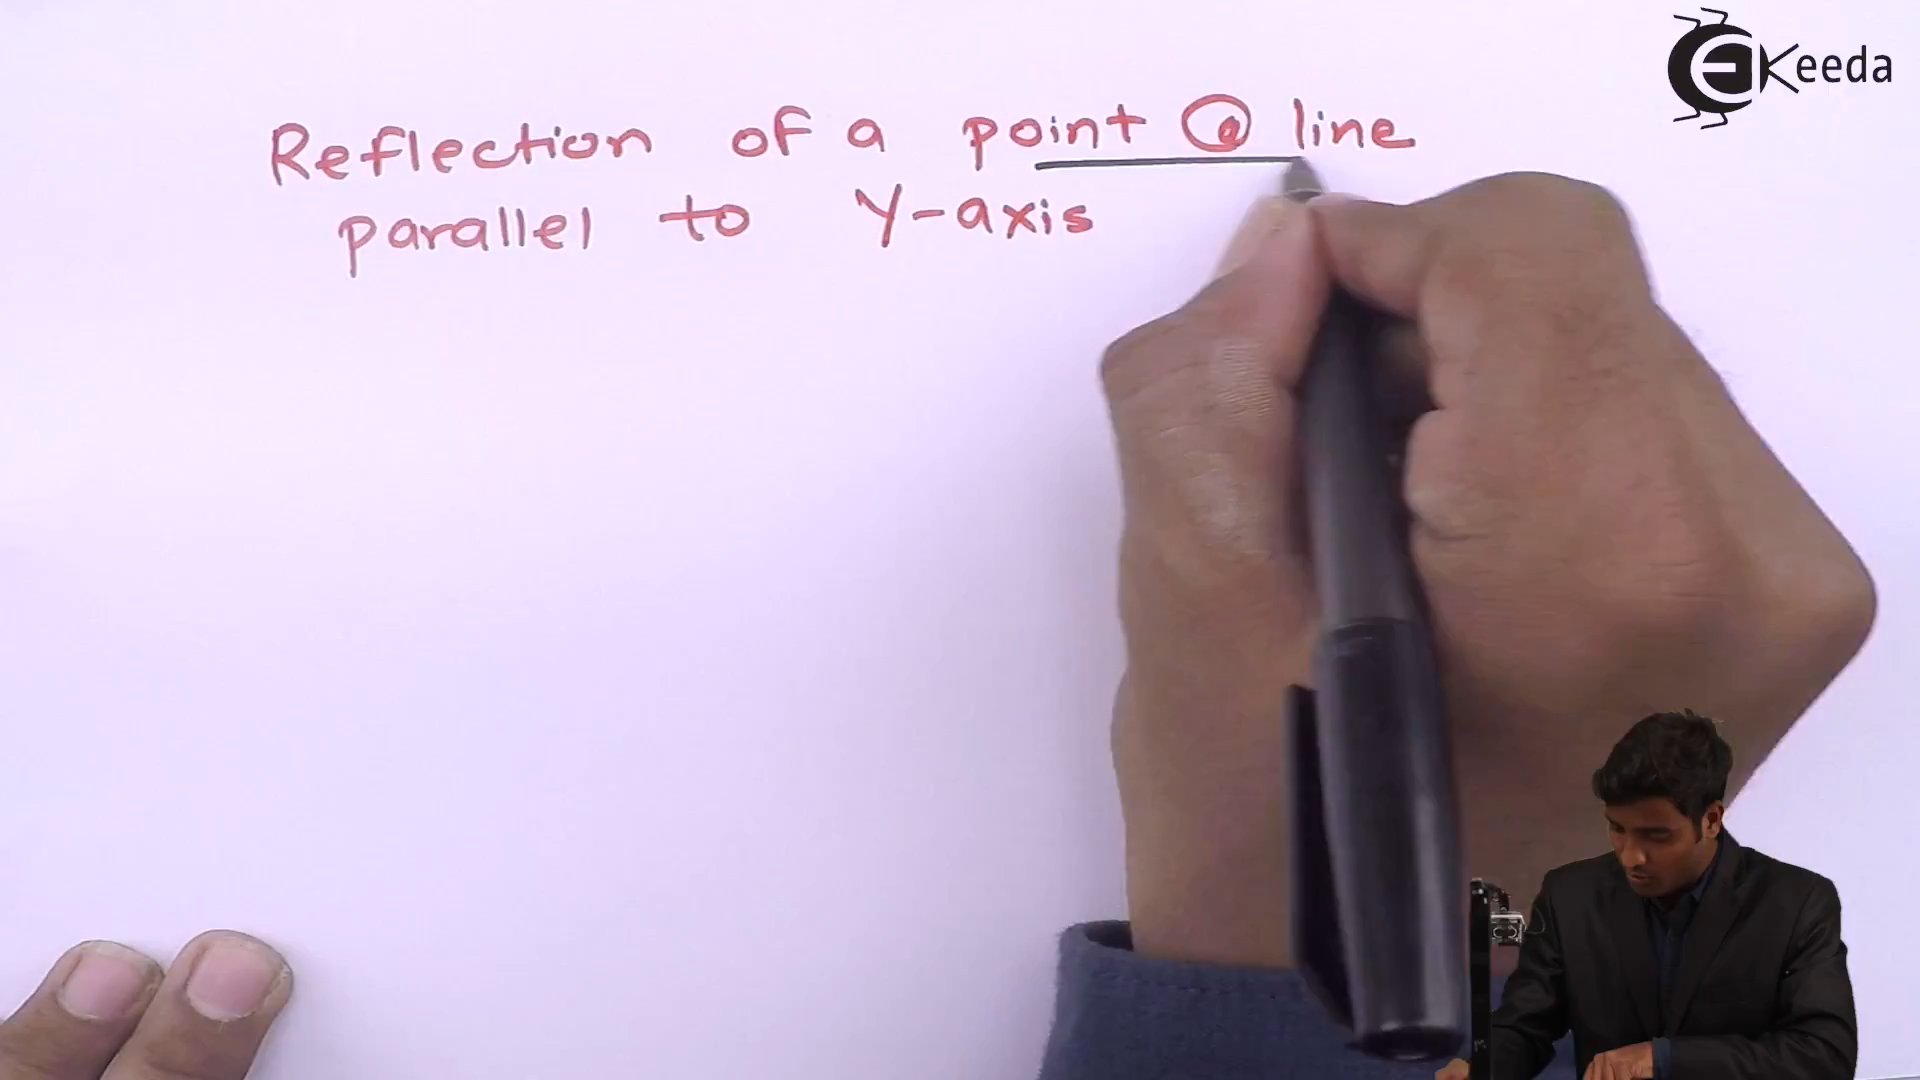 EKeeda
Reflection of a point @ line
parallel to Y-axis